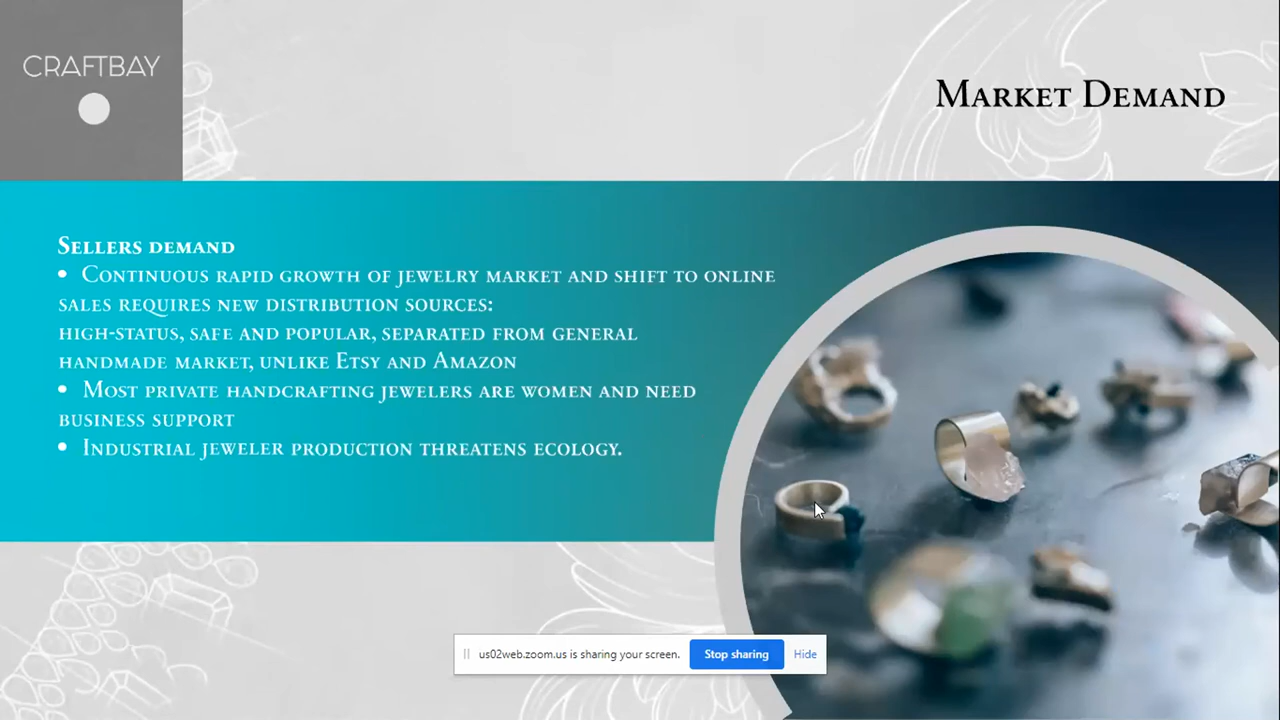 CRAFTBAY
Market Demand
Sellers demand
• Continuous rapid growth of jewelry market and shift to online
sales requires new distribution sources:
high-status, safe and popular, separated from general
handmade market, unlike Etsy and Amazon
• Most private handcrafting jewelers are women and need
business support
• Industrial jeweler production threatens ecology.
us02web.zoom.us is sharing your screen. Stop sharing Hide